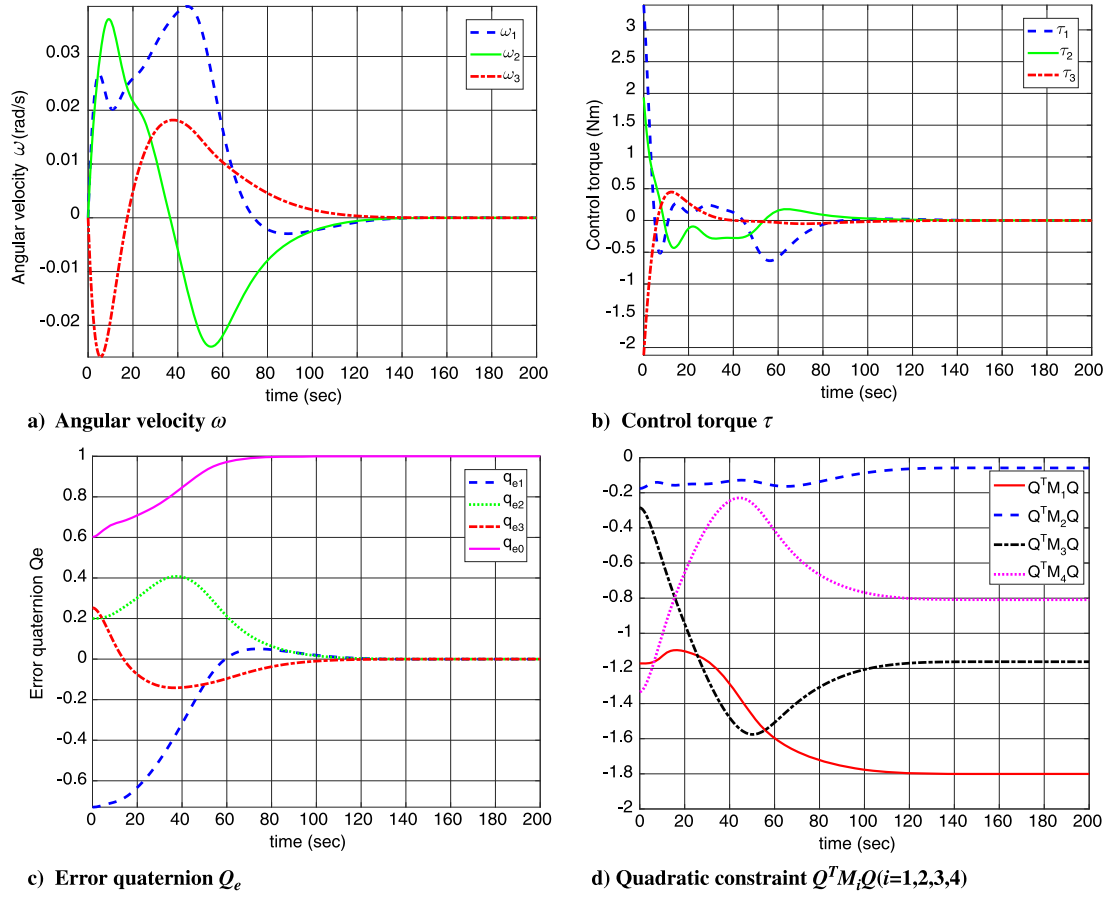 Angular velocity ω(rad/s)
0.03
0.02
0.01
0
-0.01
-0.02
ω1
ω2
ω3
0 20 40 60 80 100 120 140 160 180 200
time (sec)
a) Angular velocity ω
Control torque (Nm)
3
2.5
2
1.5
1
0.5
0
-0.5
-1
-1.5
-2
τ1
τ2
τ3
0 20 40 60 80 100 120 140 160 180 200
time (sec)
b) Control torque τ
Error quaternion Qe
1
0.8
0.6
0.4
0.2
0
-0.2
-0.4
-0.6
qe1
qe2
qe3
qe0
0 20 40 60 80 100 120 140 160 180 200
time (sec)
c) Error quaternion Qe
0
-0.2
-0.4
-0.6
-0.8
-1
-1.2
-1.4
-1.6
-1.8
-2
Q^T M1Q
Q^T M2Q
Q^T M3Q
Q^T M4Q
0 20 40 60 80 100 120 140 160 180 200
time (sec)
d) Quadratic constraint Q^T MiQ(i=1,2,3,4)